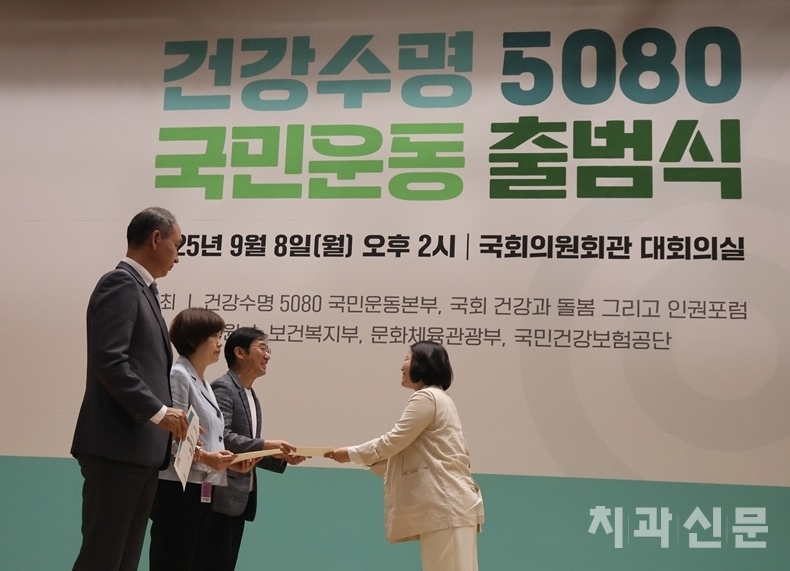 건강수명 5080
국민운동 출범식
25년 9월 8일(월) 오후 2시 | 국회의원회관 대회의실
최 | 건강수명 5080 국민운동본부, 국회 건강과 돌봄 그리고 인권포럼
원 보건복지부, 문화체육관광부, 국민건강보험공단
치과신문